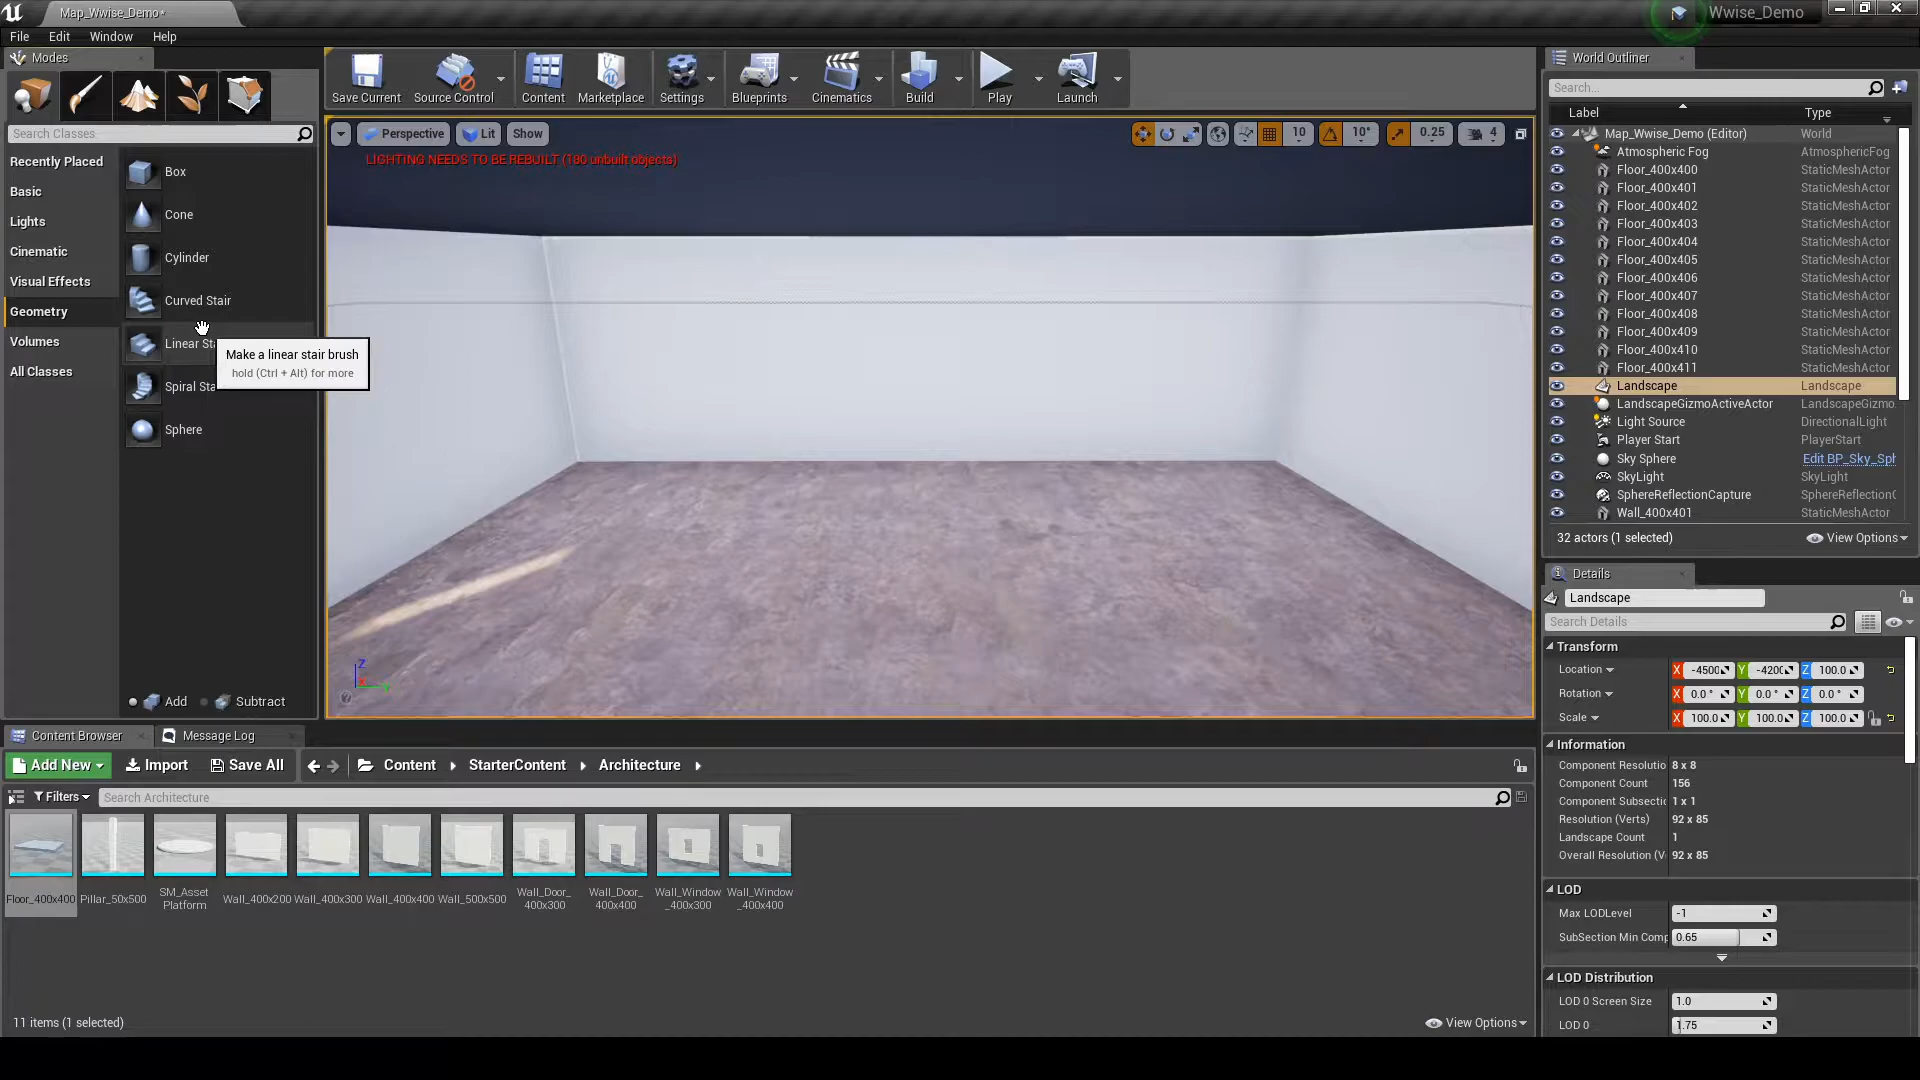 Map_Wwise_Demo*
Wwise_Demo
File Edit Window Help
Modes
Search Classes
Recently Placed
Basic
Lights
Cinematic
Visual Effects
Geometry
Volumes
All Classes
Box
Cone
Cylinder
Curved Stair
Linear Sta
Spiral Sta
Sphere
Make a linear stair brush
hold (Ctrl + Alt) for more
Add Subtract
Save Current Source Control Content Marketplace Settings Blueprints Cinematics Build Play Launch
Perspective Lit Show 10 10° 0.25 4
LIGHTING NEEDS TO BE REBUILT (180 unbuilt objects)
Z
World Outliner
Search...
Label Type
Map_Wwise_Demo (Editor) World
Atmospheric Fog AtmosphericFog
Floor_400x400 StaticMeshActor
Floor_400x401 StaticMeshActor
Floor_400x402 StaticMeshActor
Floor_400x403 StaticMeshActor
Floor_400x404 StaticMeshActor
Floor_400x405 StaticMeshActor
Floor_400x406 StaticMeshActor
Floor_400x407 StaticMeshActor
Floor_400x408 StaticMeshActor
Floor_400x409 StaticMeshActor
Floor_400x410 StaticMeshActor
Floor_400x411 StaticMeshActor
Landscape Landscape
LandscapeGizmoActiveActor LandscapeGizmo
Light Source DirectionalLight
Player Start PlayerStart
Sky Sphere Edit BP_Sky_Sph
SkyLight SkyLight
SphereReflectionCapture SphereReflectionC
Wall_400x401 StaticMeshActor
32 actors (1 selected) View Options
Details
Landscape
Search Details
Transform
Location X -4500 Y -4200 Z 100.0
Rotation X 0.0 ° Y 0.0 ° Z 0.0 °
Scale X 100.0 Y 100.0 Z 100.0
Information
Component Resolutio 8 x 8
Component Count 156
Component Subsectio 1 x 1
Resolution (Verts) 92 x 85
Landscape Count 1
Overall Resolution (V 92 x 85
LOD
Max LODLevel -1
SubSection Min Comp 0.65
LOD Distribution
LOD 0 Screen Size 1.0
LOD 0 1.75
Content Browser Message Log
Add New Import Save All Content StarterContent Architecture
Filters Search Architecture
Floor_400x400
Pillar_50x500
SM_Asset
Platform
Wall_400x200
Wall_400x300
Wall_400x400
Wall_500x500
Wall_Door_
400x300
Wall_Door_
400x400
Wall_Window
_400x300
Wall_Window
_400x400
11 items (1 selected) View Options